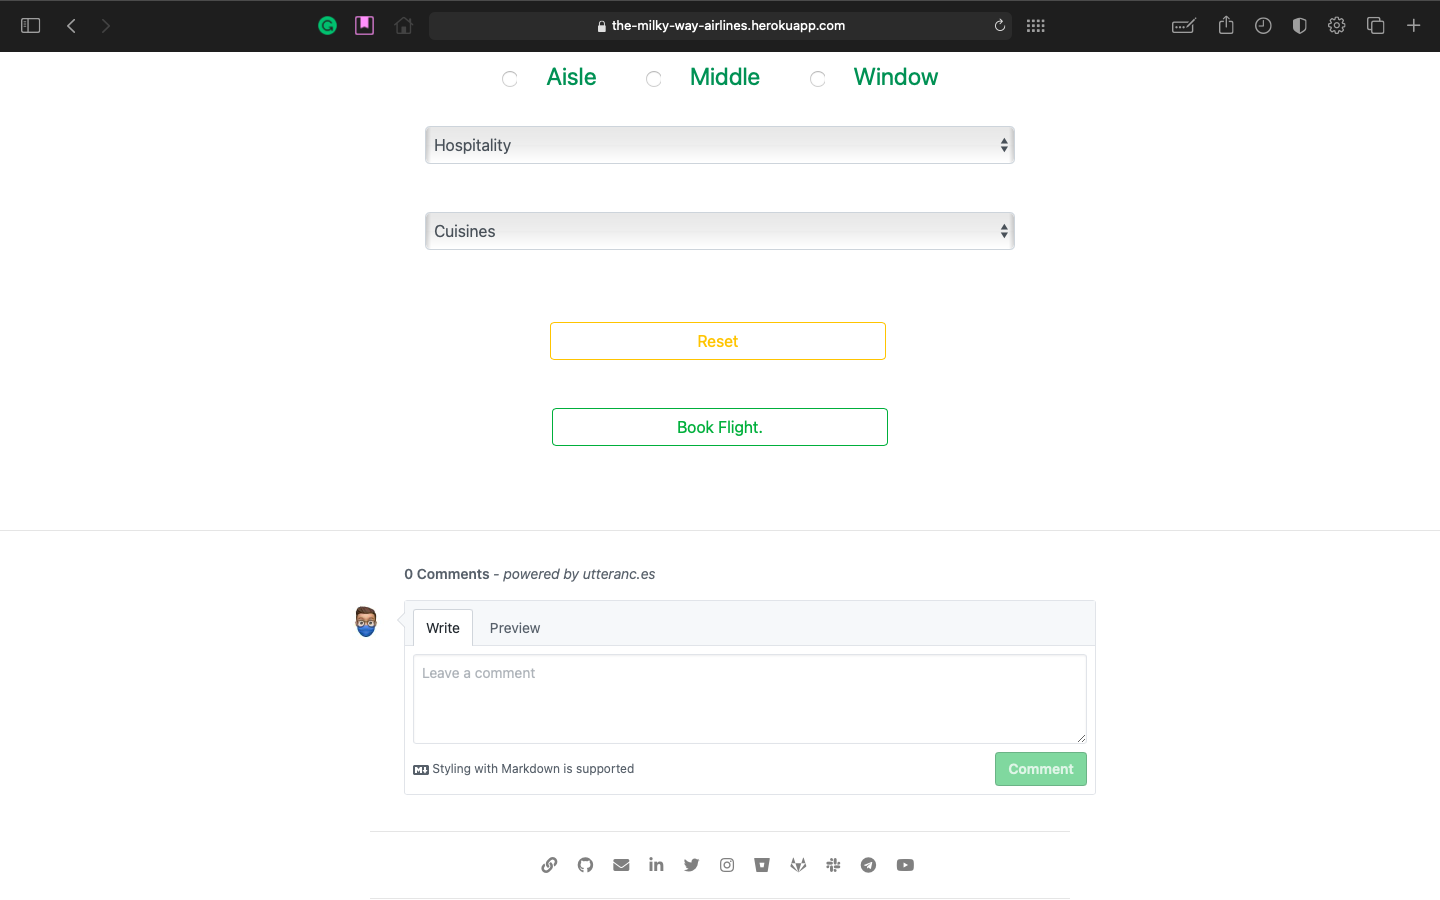 the-milky-way-airlines.herokuapp.com
Aisle Middle Window
Hospitality
Cuisines
Reset
Book Flight.
0 Comments - powered by utteranc.es
Write Preview
Leave a comment
Styling with Markdown is supported
Comment